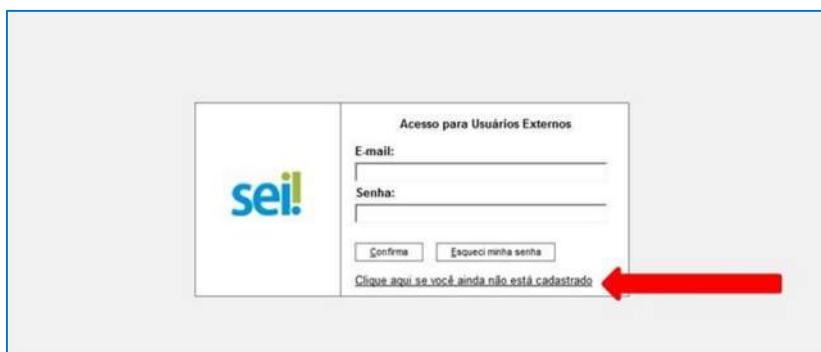 sei!
Acesso para Usuários Externos
E-mail:
Senha:
Confirma
Esqueci minha senha
Clique aqui se você ainda não está cadastrado